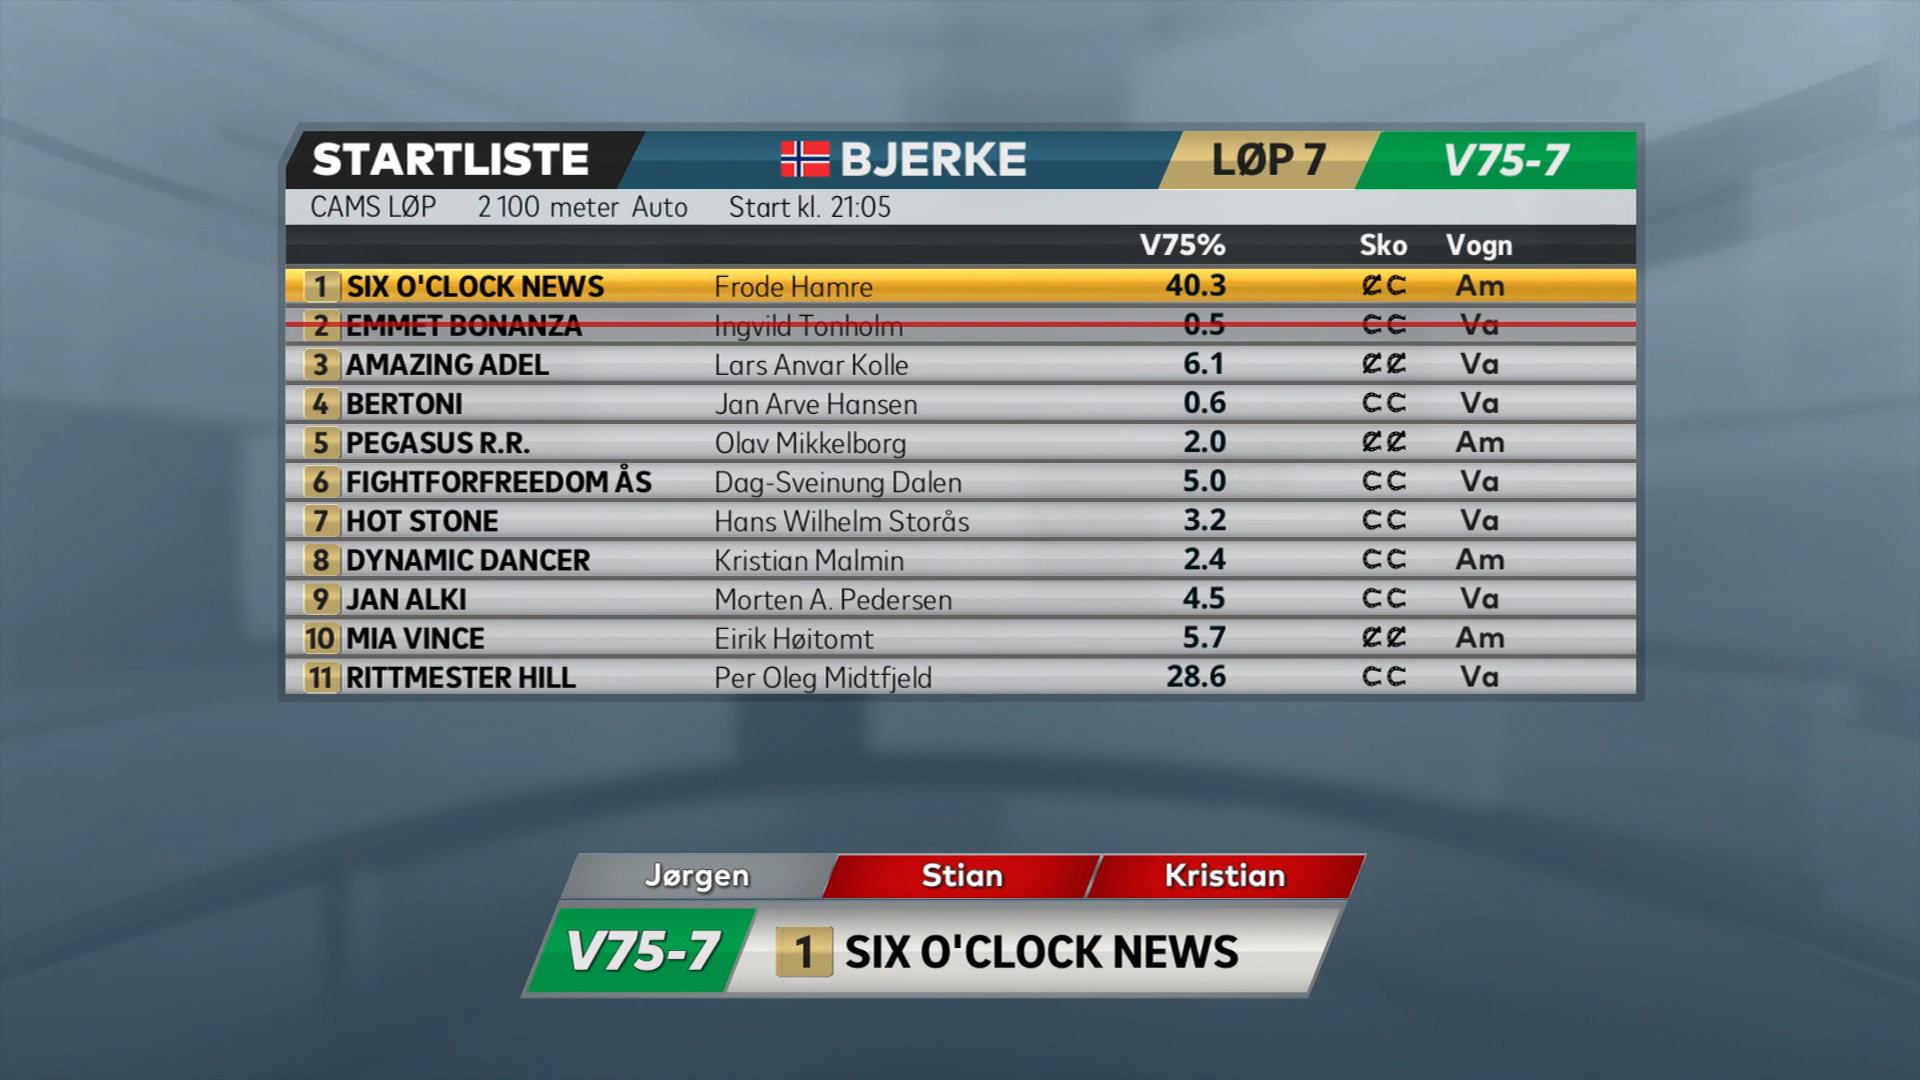 STARTLISTE BJERKE LØP 7 V75-7
CAMS LØP 2 100 meter Auto Start kl. 21:05
V75% Sko Vogn
1 SIX O'CLOCK NEWS Frode Hamre 40.3 Am
2 EMMET BONANZA Ingvild Tonholm 0.5 Va
3 AMAZING ADEL Lars Anvar Kolle 6.1 Va
4 BERTONI Jan Arve Hansen 0.6 Va
5 PEGASUS R.R. Olav Mikkelborg 2.0 Am
6 FIGHTFORFREEDOM ÅS Dag-Sveinung Dalen 5.0 Va
7 HOT STONE Hans Wilhelm Storås 3.2 Va
8 DYNAMIC DANCER Kristian Malmin 2.4 Am
9 JAN ALKI Morten A. Pedersen 4.5 Va
10 MIA VINCE Eirik Høitomt 5.7 Am
11 RITTMESTER HILL Per Oleg Midtfjeld 28.6 Va
Jørgen Stian Kristian
V75-7 1 SIX O'CLOCK NEWS